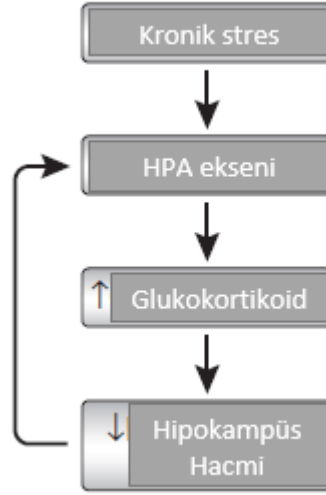 Kronik stres
HPA ekseni
↑ Glukokortikoid
↓ Hipokampüs
Hacmi